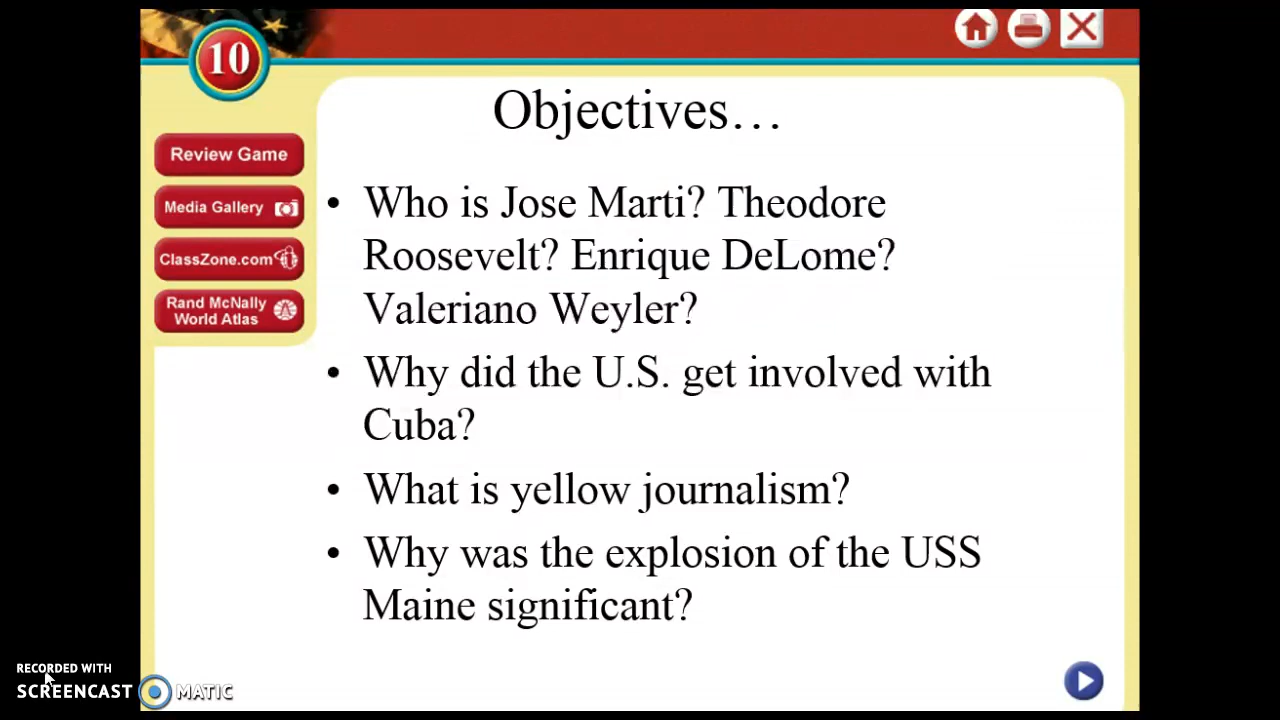 10
Objectives…
Review Game
Media Gallery
ClassZone.com
Rand McNally
World Atlas
• Who is Jose Marti? Theodore
Roosevelt? Enrique DeLome?
Valeriano Weyler?
• Why did the U.S. get involved with
Cuba?
• What is yellow journalism?
• Why was the explosion of the USS
Maine significant?
RECORDED WITH
SCREENCAST MATIC